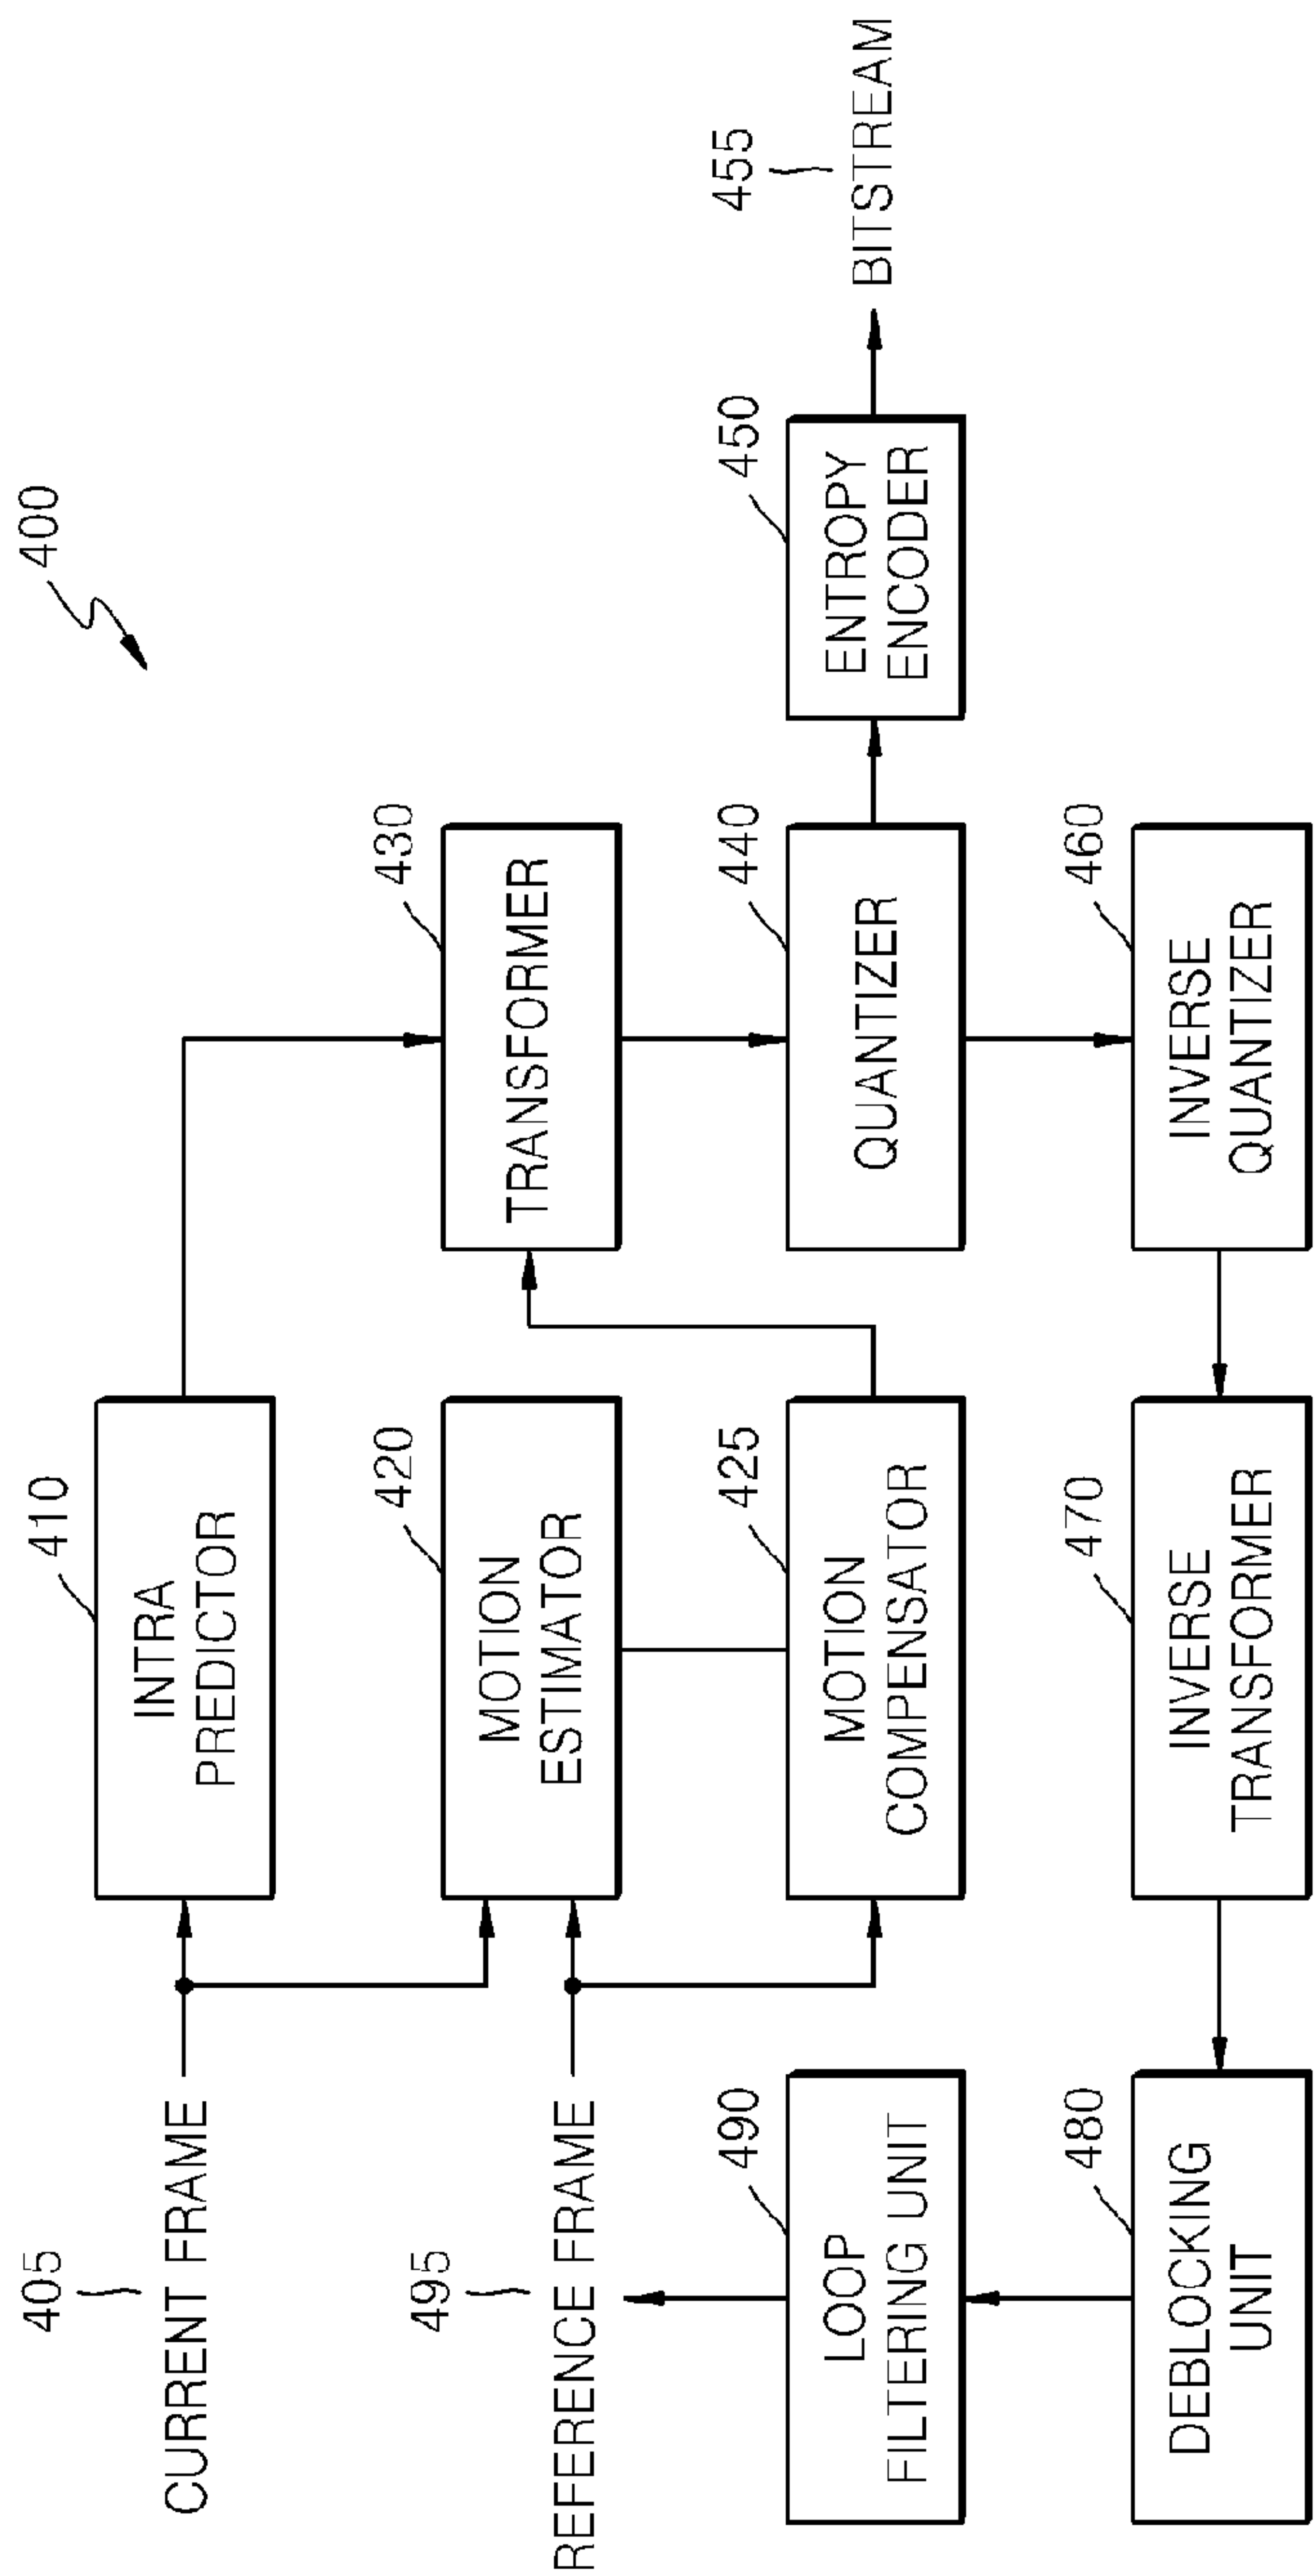 400
405
CURRENT FRAME
410
INTRA
PREDICTOR
495
REFERENCE FRAME
420
MOTION
ESTIMATOR
430
TRANSFORMER
490
LOOP
FILTERING UNIT
425
MOTION
COMPENSATOR
440
QUANTIZER
450
ENTROPY
ENCODER
455
BITSTREAM
480
DEBLOCKING
UNIT
470
INVERSE
TRANSFORMER
460
INVERSE
QUANTIZER